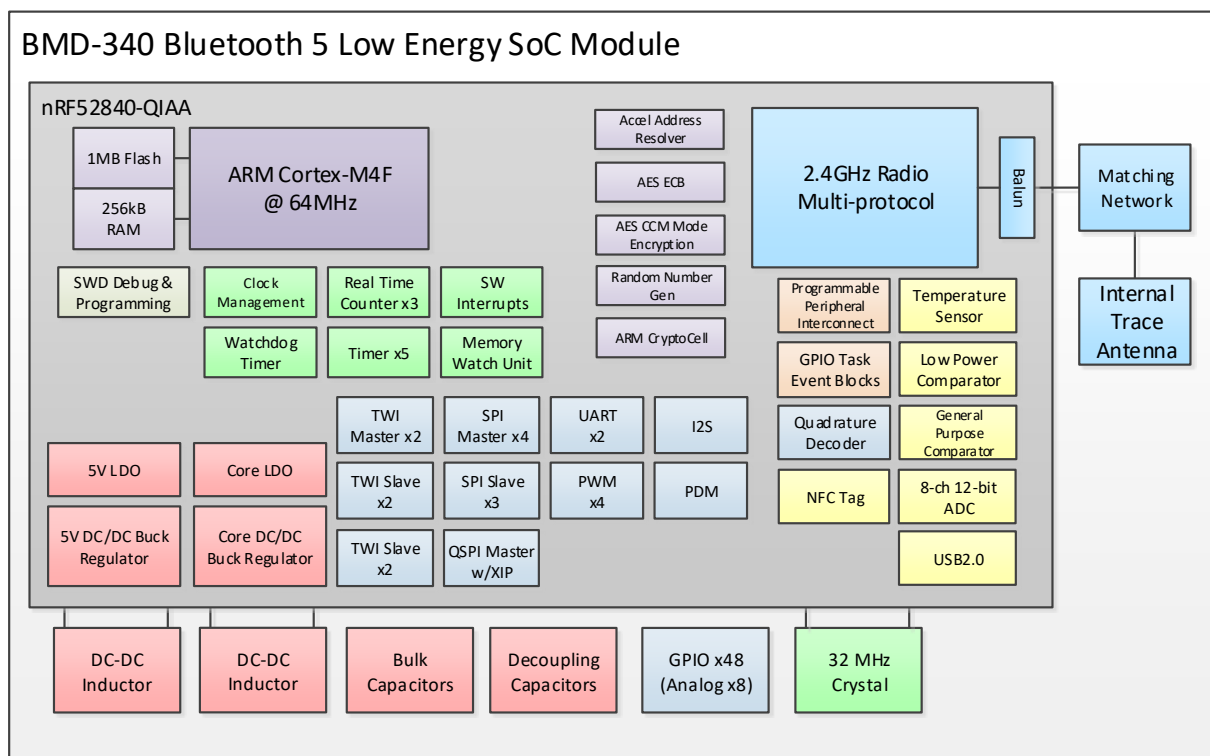 BMD-340 Bluetooth 5 Low Energy SoC Module
nRF52840-QIAA
1MB Flash
256kB
RAM
ARM Cortex-M4F
@ 64MHz
Accel Address
Resolver
AES ECB
AES CCM Mode
Encryption
Random Number
Gen
ARM CryptoCell
2.4GHz Radio
Multi-protocol
Balun
Matching
Network
Internal
Trace
Antenna
SWD Debug &
Programming
Clock
Management
Real Time
Counter x3
SW
Interrupts
Watchdog
Timer
Timer x5
Memory
Watch Unit
Programmable
Peripheral
Interconnect
Temperature
Sensor
GPIO Task
Event Blocks
Low Power
Comparator
Quadrature
Decoder
General
Purpose
Comparator
NFC Tag
8-ch 12-bit
ADC
USB2.0
TWI
Master x2
SPI
Master x4
UART
x2
I2S
TWI Slave
x2
SPI Slave
x3
PWM
x4
PDM
TWI Slave
x2
QSPI Master
w/XIP
5V LDO
Core LDO
5V DC/DC Buck
Regulator
Core DC/DC
Buck Regulator
DC-DC
Inductor
DC-DC
Inductor
Bulk
Capacitors
Decoupling
Capacitors
GPIO x48
(Analog x8)
32 MHz
Crystal